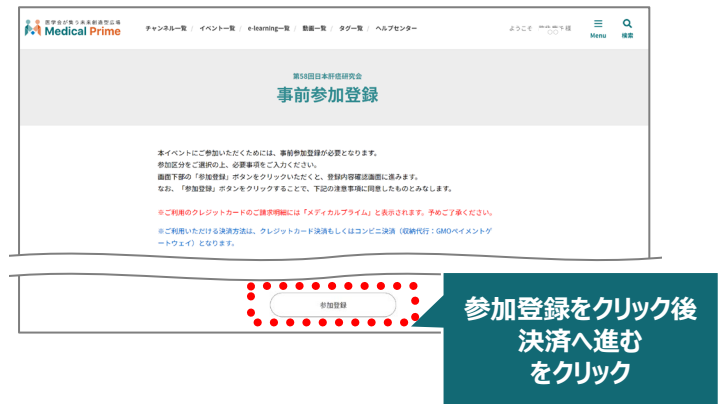 医学会が集う未来創造型広場
Medical Prime
チャンネル一覧 / イベント一覧 / e-learning一覧 / 動画一覧 / タグ一覧 / ヘルプセンター
ようこそ 様
Menu
検索
第58回日本肝癌研究会
事前参加登録
本イベントにご参加いただくためには、事前参加登録が必要となります。
参加区分をご選択の上、必要事項をご入力ください。
画面下部の「参加登録」ボタンをクリックいただくと、登録内容確認画面に進みます。
なお、「参加登録」ボタンをクリックすることで、下記の注意事項に同意したものとみなします。
※ご利用のクレジットカードのご請求明細には「メディカルプライム」と表示されます。予めご了承ください。
※ご利用いただける決済方法は、クレジットカード決済もしくはコンビニ決済（収納代行：GMOペイメントゲ
ートウェイ）となります。
参加登録
参加登録をクリック後
決済へ進む
をクリック